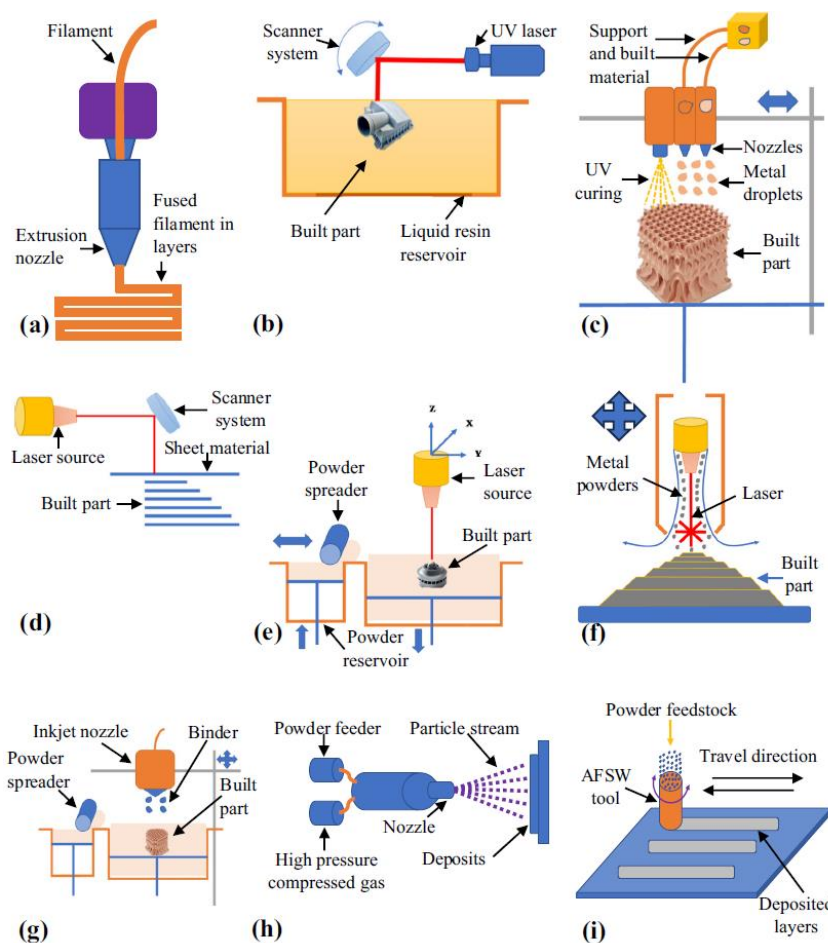 Filament
Extrusion
nozzle
Fused
filament in
layers
(a)
Scanner
system
UV laser
Built part
Liquid resin
reservoir
(b)
Support
and built
material
Nozzles
UV
curing
Metal
droplets
Built
part
(c)
Laser source
Scanner
system
Sheet material
Built part
(d)
Z
X
Y
Powder
spreader
Laser
source
Built part
Powder
reservoir
(e)
Metal
powders
Laser
Built
part
(f)
Inkjet nozzle
Binder
Powder
spreader
Built
part
(g)
Powder feeder
Particle stream
Nozzle
High pressure
compressed gas
Deposits
(h)
Powder feedstock
AFSW
tool
Travel direction
Deposited
layers
(i)